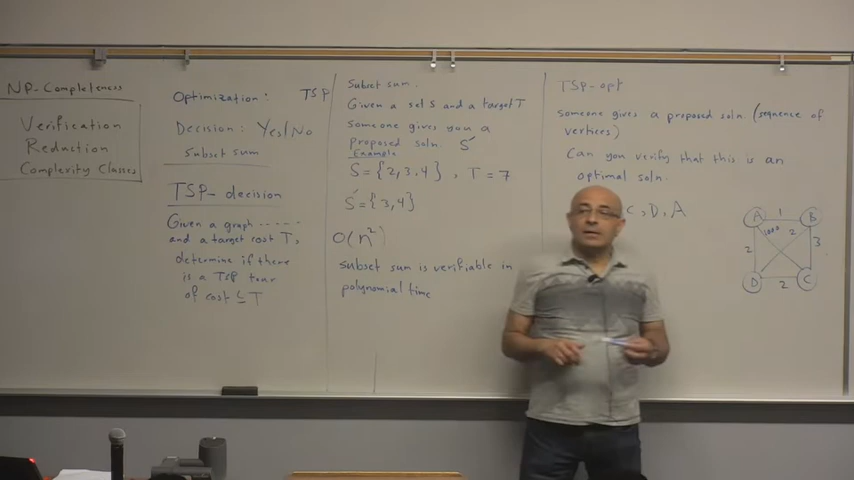 NP-Completeness
Verification
Reduction
Complexity Classes
Optimization: TSP
Decision: Yes/No
Subset sum
TSP-decision
Given a graph ------
and a target cost T,
determine if there
is a TSP tour
of cost ≤ T
Subset sum.
Given a set S and a target T
Someone gives you a
proposed soln. S'
Example
S = {2,3,4}, T = 7
S' = {3,4}
O(n²)
subset sum is verifiable in
polynomial time
TSP-opt
Someone gives a proposed soln. (sequence of
vertices)
Can you verify that this is an
optimal soln.
C, D, A
A 1 B
1000 2
2 3
D 2 C